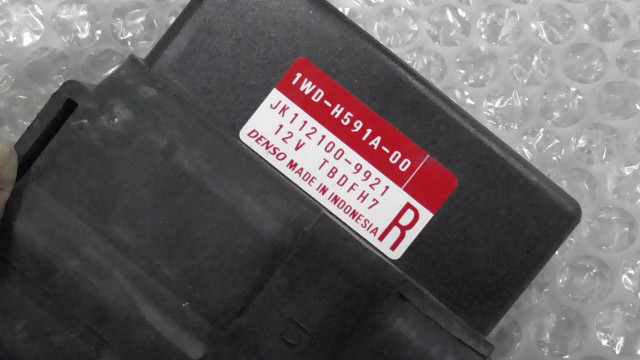 1WD-H591A-00
JK112100-9921
12V TBDFH7
DENSO MADE IN INDONESIA
R